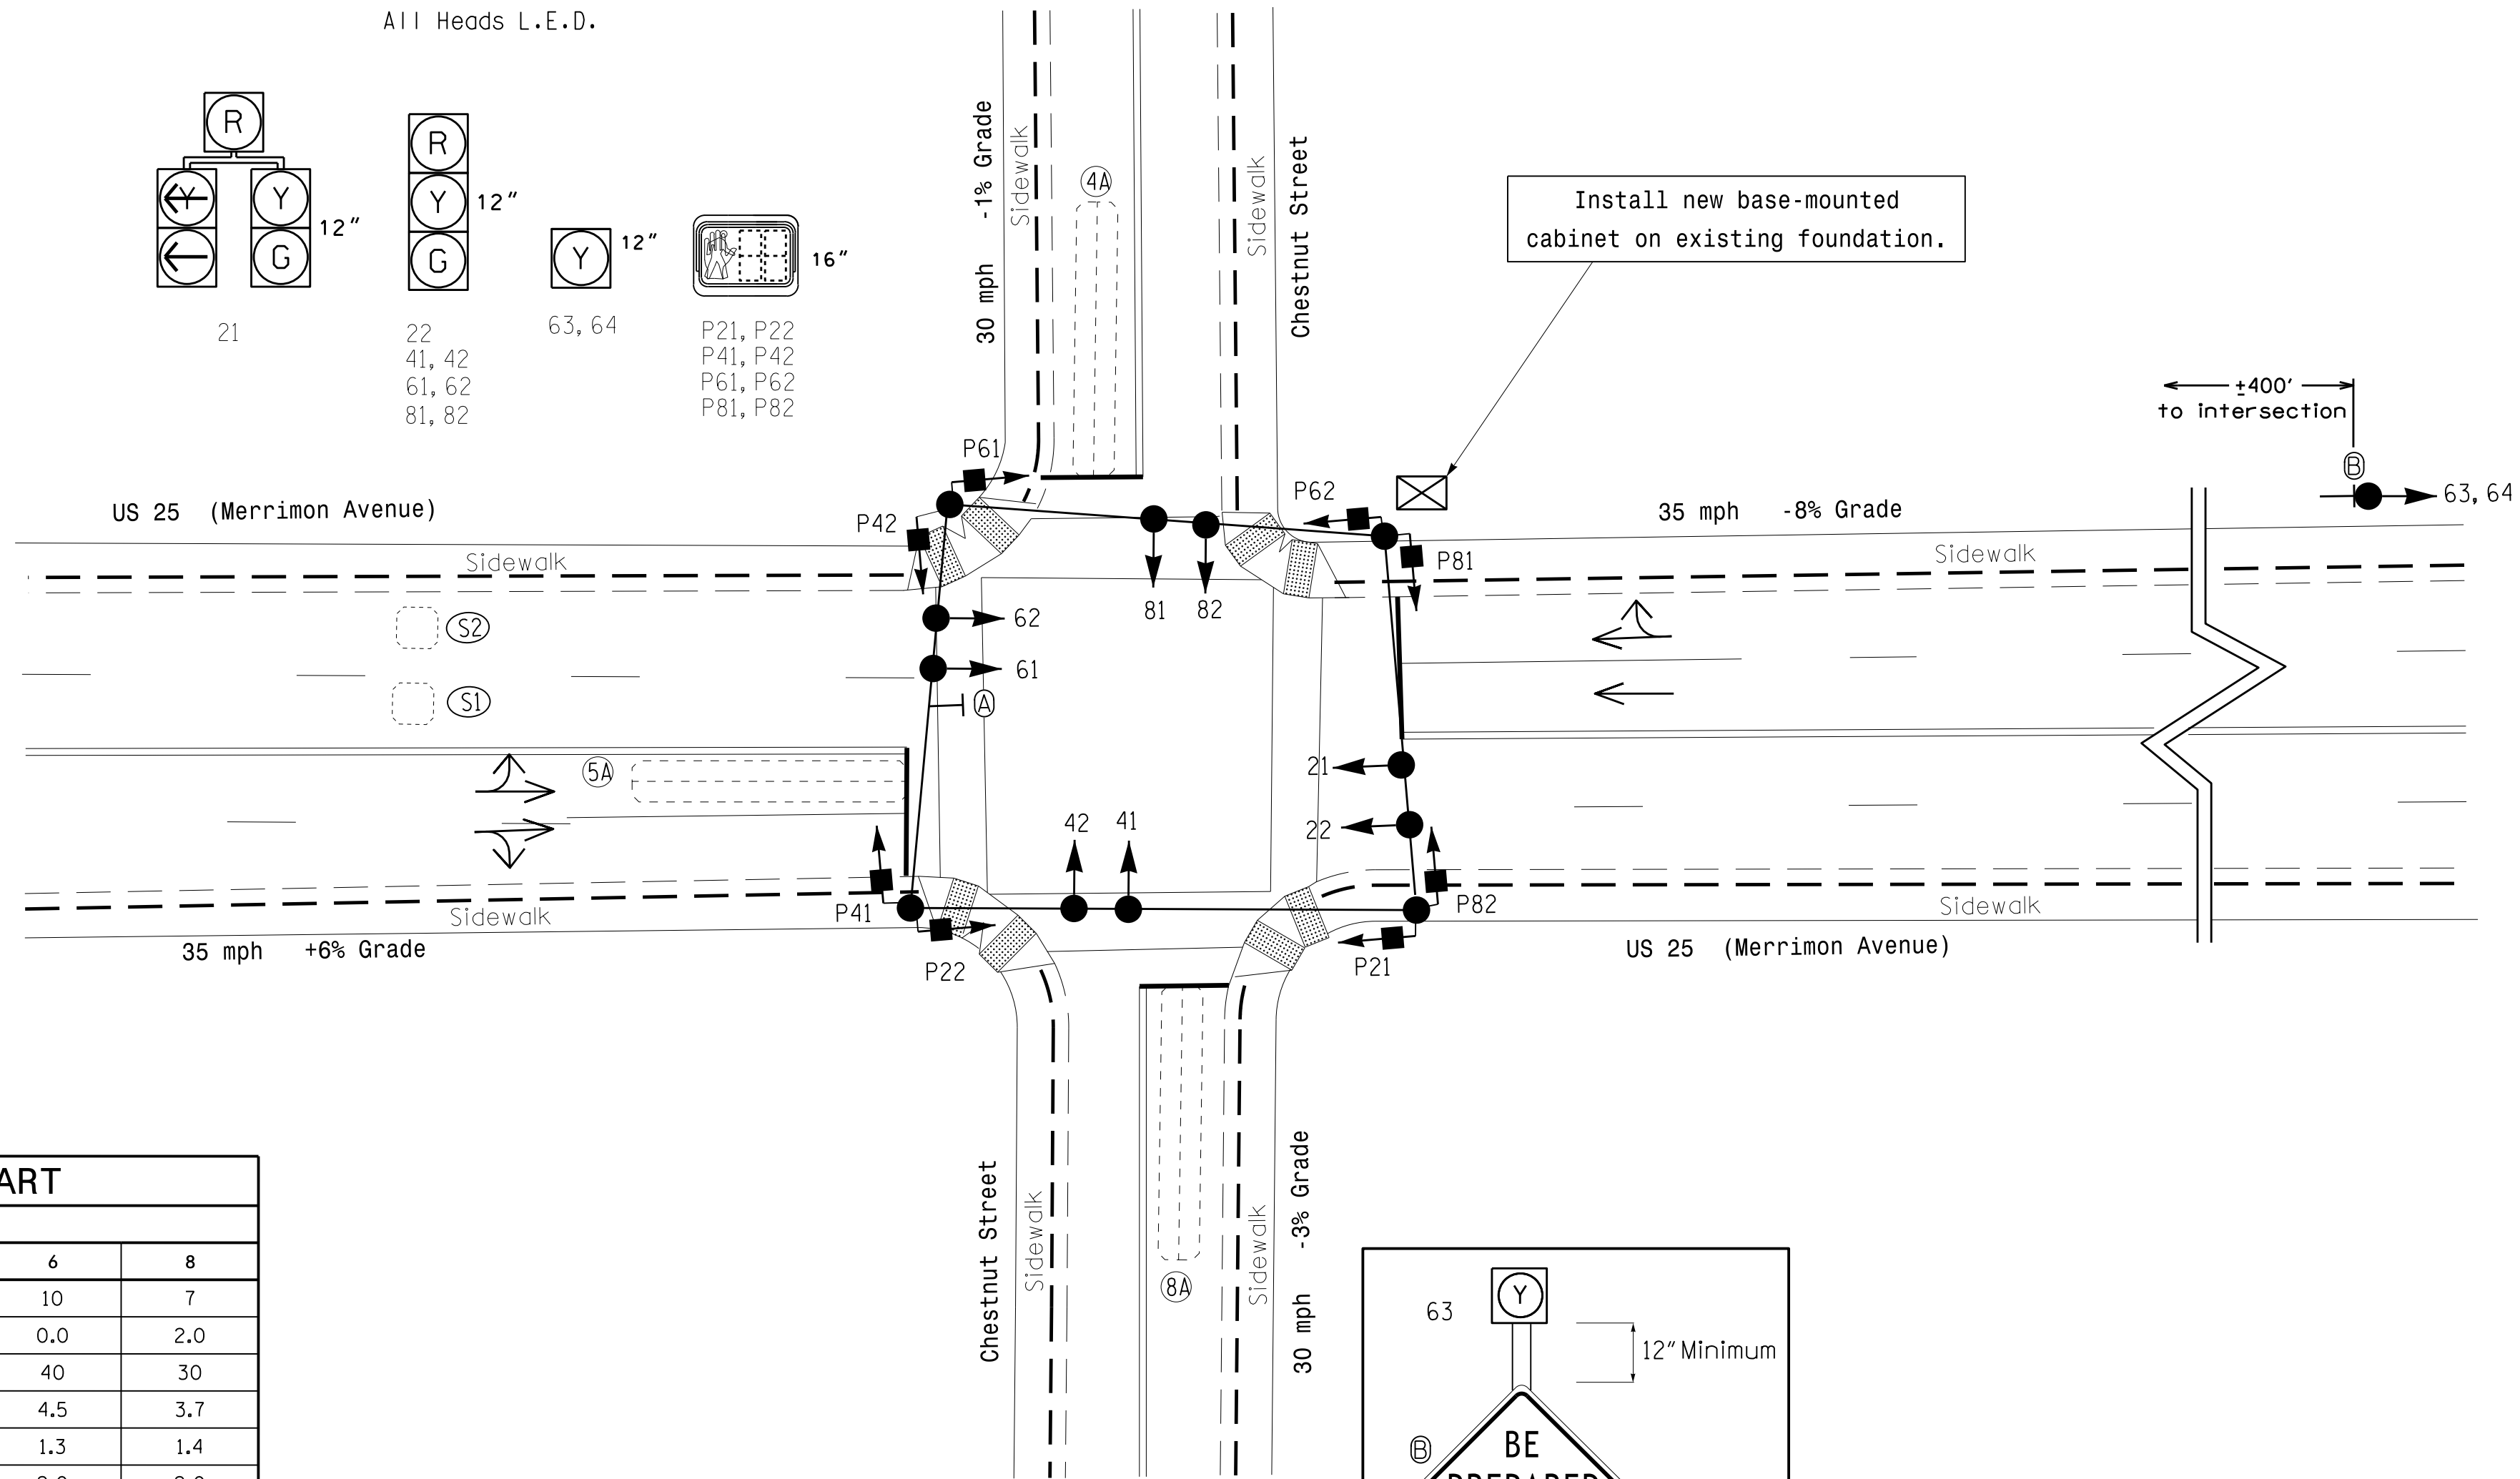 All Heads L.E.D.
R
Y
Y
G
12"
21
R
Y
G
12"
22
41, 42
61, 62
81, 82
Y
12"
63, 64
16"
P21, P22
P41, P42
P61, P62
P81, P82
30 mph -1% Grade
Sidewalk
4A
Sidewalk
Chestnut Street
Install new base-mounted
cabinet on existing foundation.
±400'
to intersection
B
63, 64
US 25 (Merrimon Avenue)
P61
P42
P62
P81
35 mph -8% Grade
Sidewalk
Sidewalk
S2
S1
62
61
A
81
82
5A
21
22
42
41
P41
P22
P82
P21
Sidewalk
Sidewalk
35 mph +6% Grade
US 25 (Merrimon Avenue)
Chestnut Street
Sidewalk
8A
Sidewalk
30 mph -3% Grade
ART
6 8
10 7
0.0 2.0
40 30
4.5 3.7
1.3 1.4
63
Y
12" Minimum
B
BE
PREPARED